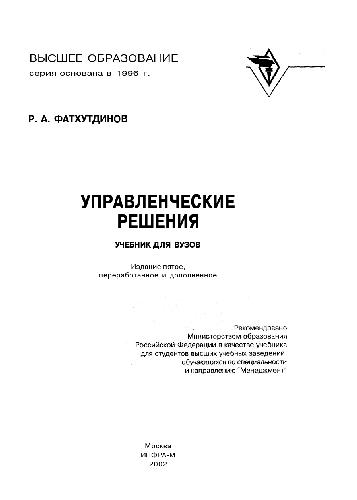 ВЫСШЕЕ ОБРАЗОВАНИЕ
серия основана в 1996 г.
Р. А. ФАТХУТДИНОВ
УПРАВЛЕНЧЕСКИЕ
РЕШЕНИЯ
УЧЕБНИК ДЛЯ ВУЗОВ
Издание пятое,
переработанное и дополненное
Рекомендовано
Министерством образования
Российской Федерации в качестве учебника
для студентов высших учебных заведений,
обучающихся по специальности
и направлению "Менеджмент"
Москва
ИНФРА-М
2002